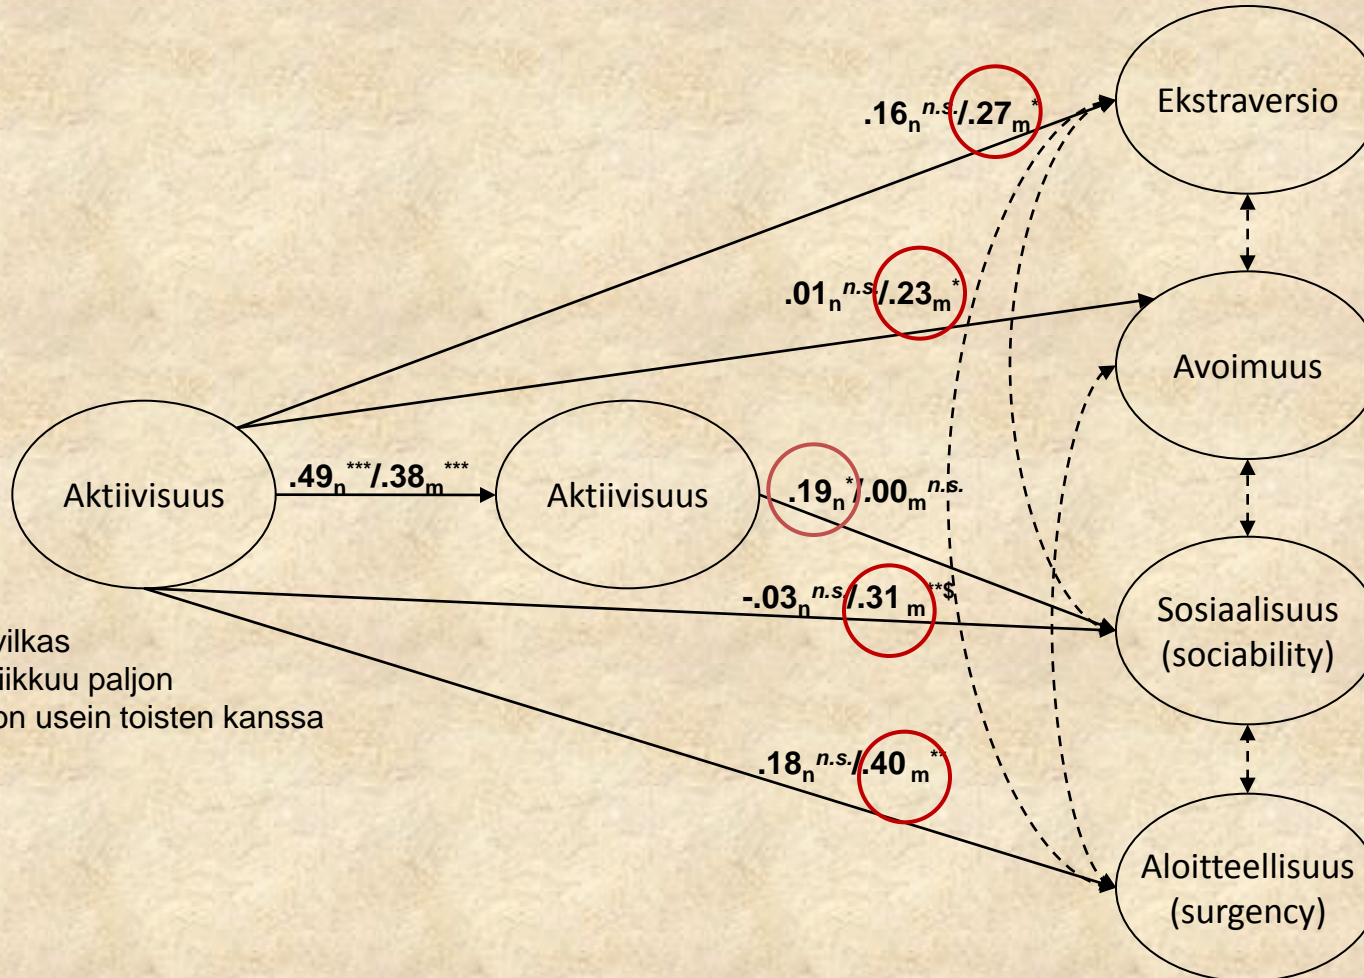 Ekstraversio
.16n n.s./.27m*
.01n n.s./.23m*
Avoimuus
Aktiivisuus
.49n***/.38m***
Aktiivisuus
.19n*/.00m n.s.
-.03n n.s./.31 m**$
Sosiaalisuus
(sociability)
vilkas
liikkuu paljon
on usein toisten kanssa
.18n n.s./.40 m**
Aloitteellisuus
(surgency)